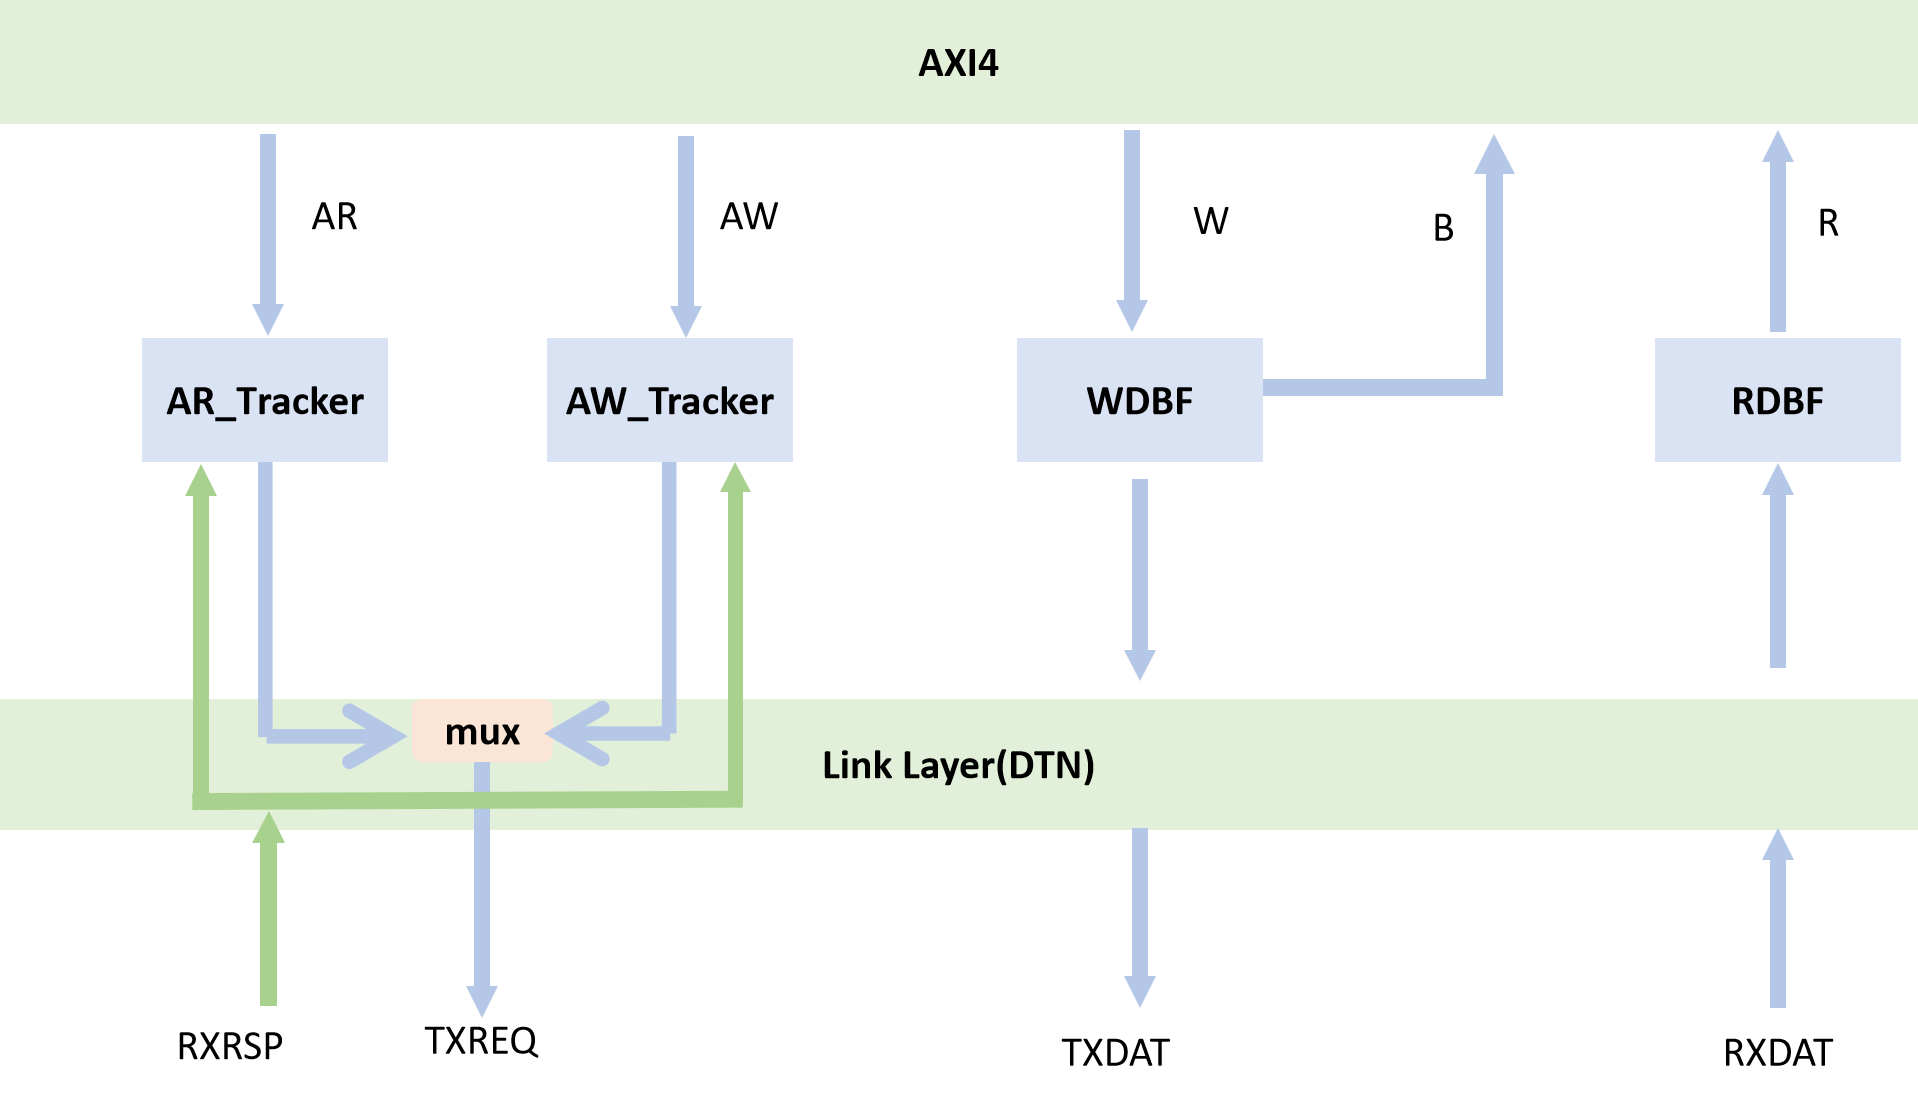 AXI4
AR
AW
W
B
R
AR_Tracker
AW_Tracker
WDBF
RDBF
mux
Link Layer(DTN)
RXRSP
TXREQ
TXDAT
RXDAT